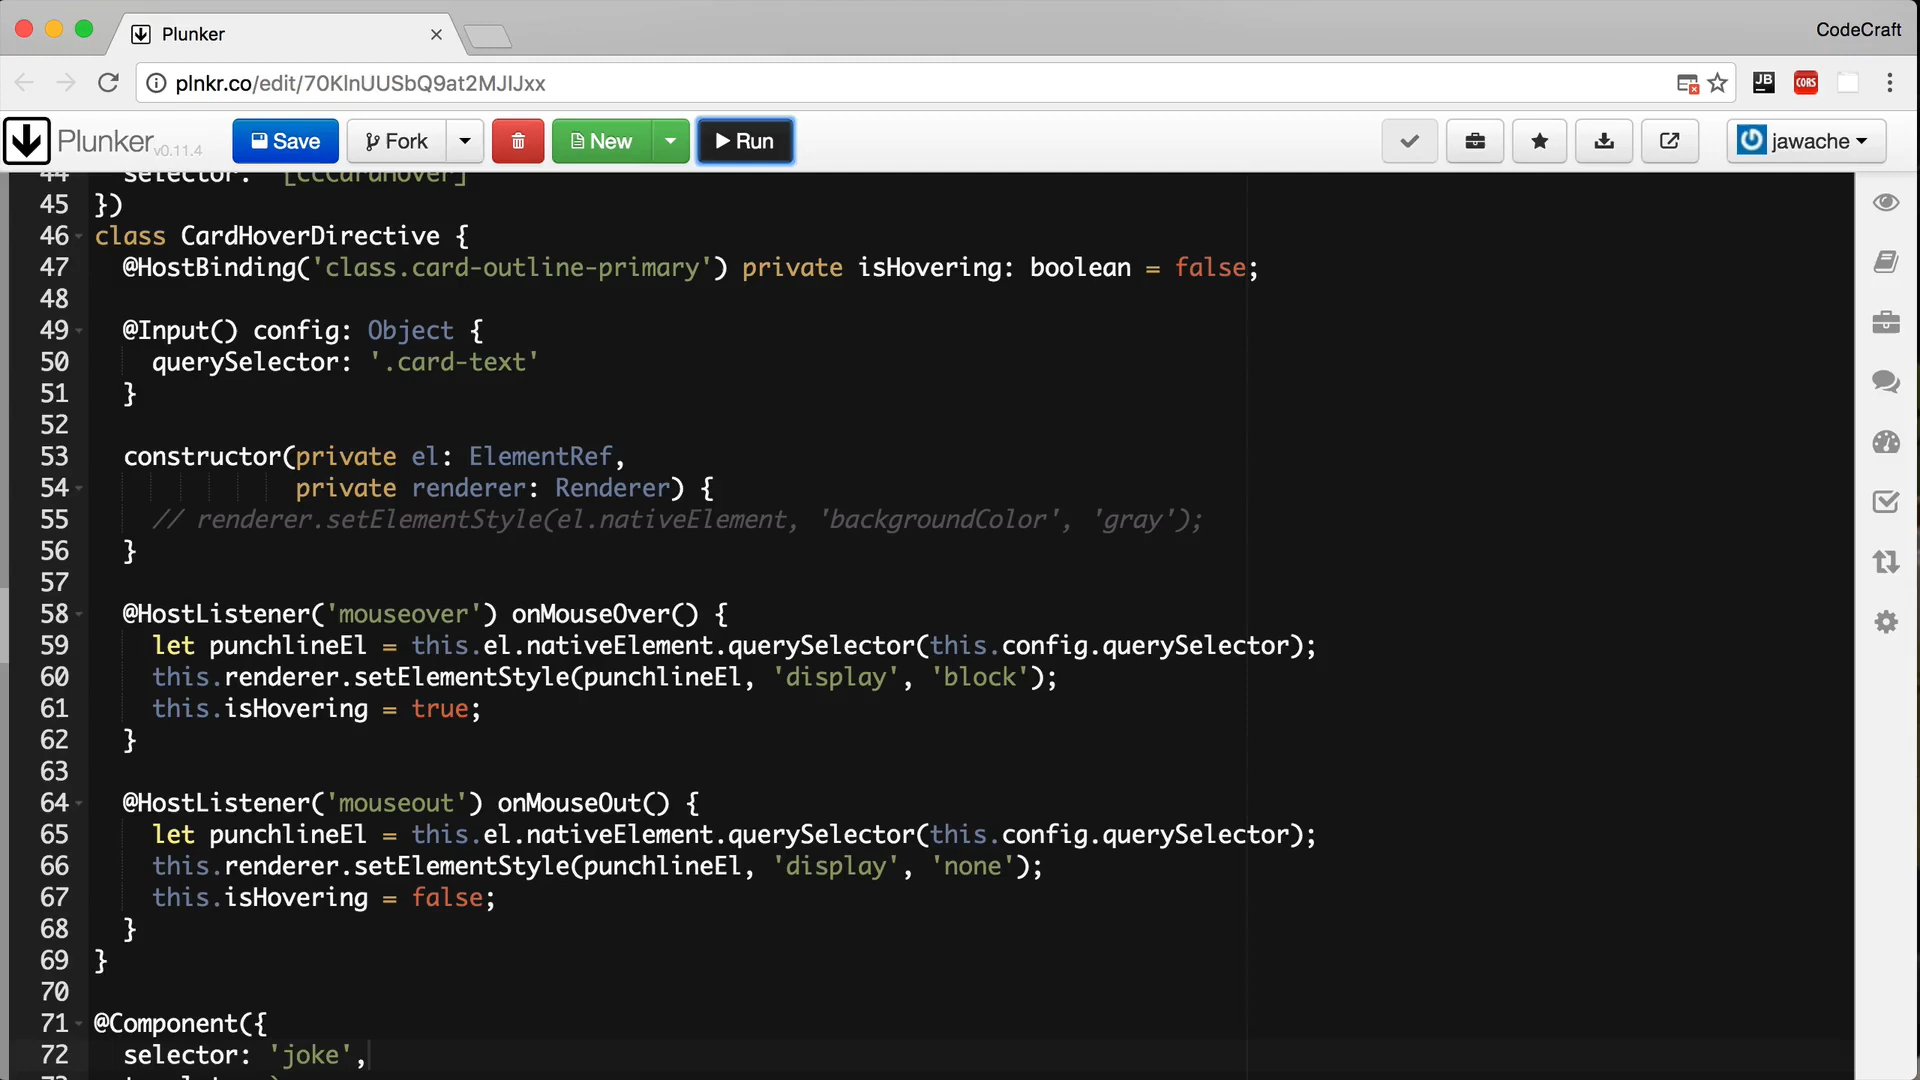 Plunker
CodeCraft
plnkr.co/edit/70KlnUUSbQ9at2MJIJxx
JB
CORS
Plunker v0.11.4
Save
Fork
New
Run
jawache
44 selector: '[ccCardHover]'
45 })
46 class CardHoverDirective {
47 @HostBinding('class.card-outline-primary') private isHovering: boolean = false;
48
49 @Input() config: Object {
50 querySelector: '.card-text'
51 }
52
53 constructor(private el: ElementRef,
54 private renderer: Renderer) {
55 // renderer.setElementStyle(el.nativeElement, 'backgroundColor', 'gray');
56 }
57
58 @HostListener('mouseover') onMouseOver() {
59 let punchlineEl = this.el.nativeElement.querySelector(this.config.querySelector);
60 this.renderer.setElementStyle(punchlineEl, 'display', 'block');
61 this.isHovering = true;
62 }
63
64 @HostListener('mouseout') onMouseOut() {
65 let punchlineEl = this.el.nativeElement.querySelector(this.config.querySelector);
66 this.renderer.setElementStyle(punchlineEl, 'display', 'none');
67 this.isHovering = false;
68 }
69 }
70
71 @Component({
72 selector: 'joke',